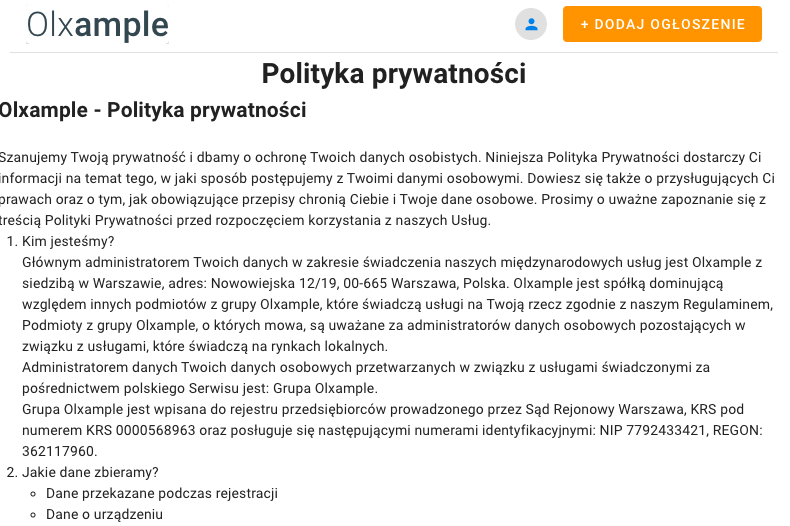 Olxample
+ DODAJ OGŁOSZENIE
Polityka prywatności
Olxample - Polityka prywatności
Szanujemy Twoją prywatność i dbamy o ochronę Twoich danych osobistych. Niniejsza Polityka Prywatności dostarczy Ci
informacji na temat tego, w jaki sposób postępujemy z Twoimi danymi osobowymi. Dowiesz się także o przysługujących Ci
prawach oraz o tym, jak obowiązujące przepisy chronią Ciebie i Twoje dane osobowe. Prosimy o uważne zapoznanie się z
treścią Polityki Prywatności przed rozpoczęciem korzystania z naszych Usług.
1. Kim jesteśmy?
Głównym administratorem Twoich danych w zakresie świadczenia naszych międzynarodowych usług jest Olxample z
siedzibą w Warszawie, adres: Nowowiejska 12/19, 00-665 Warszawa, Polska. Olxample jest spółką dominującą
względem innych podmiotów z grupy Olxample, które świadczą usługi na Twoją rzecz zgodnie z naszym Regulaminem,
Podmioty z grupy Olxample, o których mowa, są uważane za administratorów danych osobowych pozostających w
związku z usługami, które świadczą na rynkach lokalnych.
Administratorem danych Twoich danych osobowych przetwarzanych w związku z usługami świadczonymi za
pośrednictwem polskiego Serwisu jest: Grupa Olxample.
Grupa Olxample jest wpisana do rejestru przedsiębiorców prowadzonego przez Sąd Rejonowy Warszawa, KRS pod
numerem KRS 0000568963 oraz posługuje się następującymi numerami identyfikacyjnymi: NIP 7792433421, REGON:
362117960.
2. Jakie dane zbieramy?
◦ Dane przekazane podczas rejestracji
◦ Dane o urządzeniu